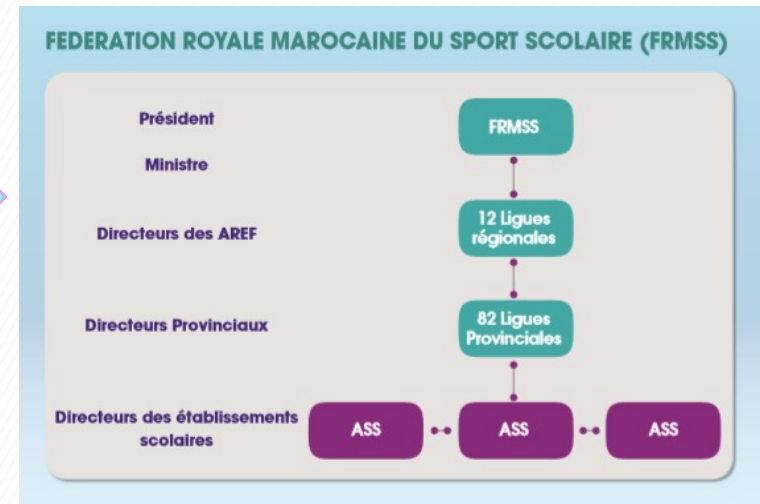 FEDERATION ROYALE MAROCAINE DU SPORT SCOLAIRE (FRMSS)
Président
FRMSS
Ministre
Directeurs des AREF
12 Ligues
régionales
Directeurs Provinciaux
82 Ligues
Provinciales
Directeurs des établissements
scolaires
ASS
ASS
ASS